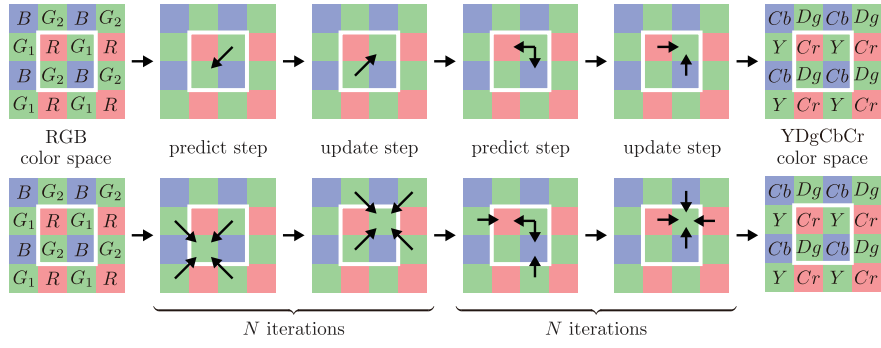 B G₂ B G₂
G₁ R G₁ R
B G₂ B G₂
G₁ R G₁ R
Cb Dg Cb Dg
Y Cr Y Cr
Cb Dg Cb Dg
Y Cr Y Cr
RGB
color space
predict step
update step
predict step
update step
YDgCbCr
color space
B G₂ B G₂
G₁ R G₁ R
B G₂ B G₂
G₁ R G₁ R
Cb Dg Cb Dg
Y Cr Y Cr
Cb Dg Cb Dg
Y Cr Y Cr
N iterations
N iterations